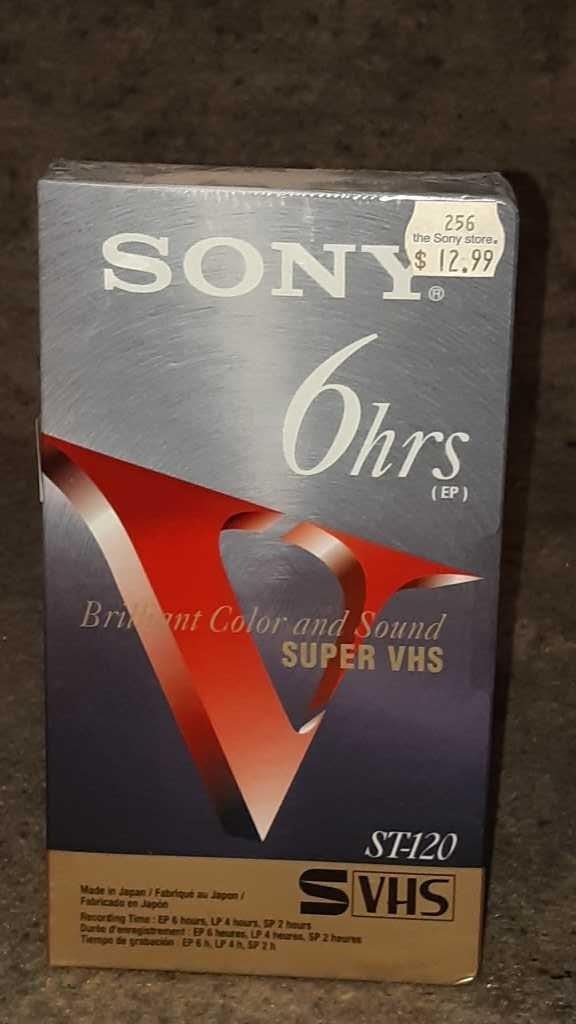 256
the Sony store.
$ 12.99
SONY®
6hrs
(EP)
Brilliant Color and Sound
SUPER VHS
ST-120
S VHS
Made in Japan / Fabriqué au Japon /
Fabricado en Japón
Recording Time : EP 6 hours, LP 4 hours, SP 2 hours
Durée d'enregistrement : EP 6 heures, LP 4 heures, SP 2 heures
Tiempo de grabación : EP 6 h, LP 4 h, SP 2 h